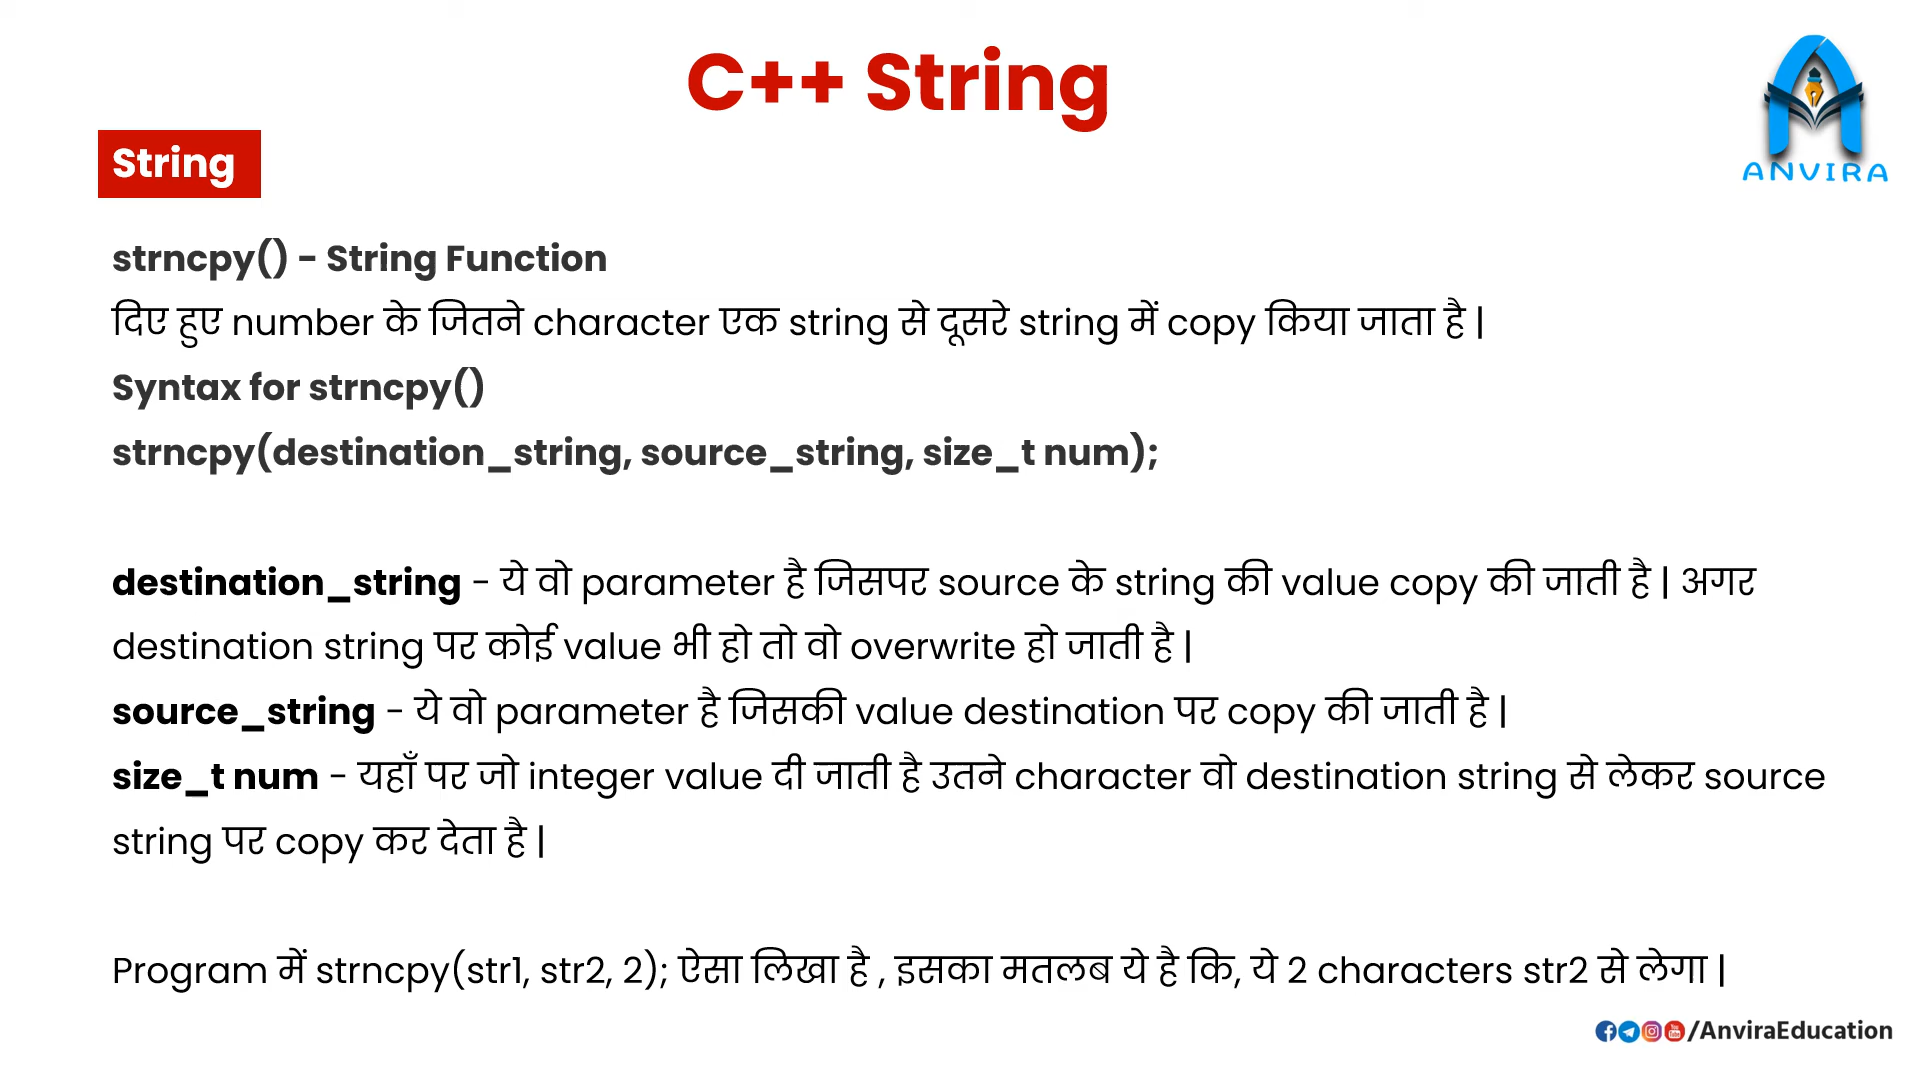 C++ String
ANVIRA
String
strncpy() - String Function
दिए हुए number के जितने character एक string से दूसरे string में copy किया जाता है |
Syntax for strncpy()
strncpy(destination_string, source_string, size_t num);
destination_string - ये वो parameter है जिसपर source के string की value copy की जाती है | अगर
destination string पर कोई value भी हो तो वो overwrite हो जाती है |
source_string - ये वो parameter है जिसकी value destination पर copy की जाती है |
size_t num - यहाँ पर जो integer value दी जाती है उतने character वो destination string से लेकर source
string पर copy कर देता है |
Program में strncpy(str1, str2, 2); ऐसा लिखा है , इसका मतलब ये है कि, ये 2 characters str2 से लेगा |
/AnviraEducation